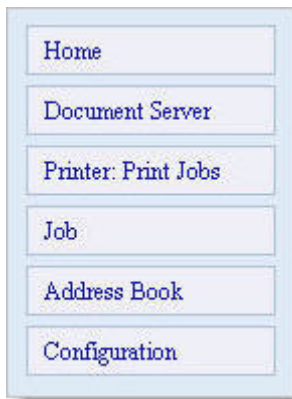 Home
Document Server
Printer: Print Jobs
Job
Address Book
Configuration